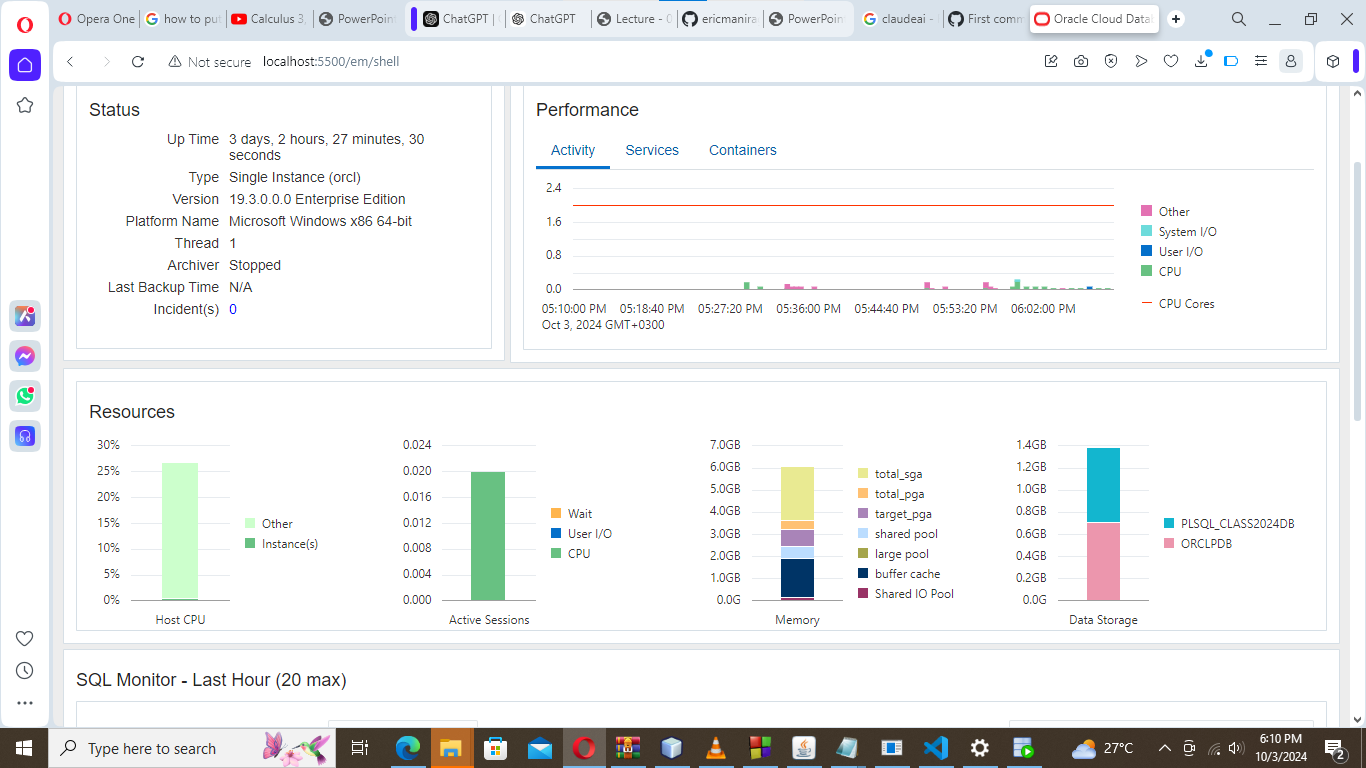 Opera One
how to put
Calculus 3,
PowerPoin
ChatGPT |
ChatGPT
Lecture - 0
ericmanira
PowerPoin
claudeai -
First comm
Oracle Cloud Datab
Not secure localhost:5500/em/shell
Status
Up Time 3 days, 2 hours, 27 minutes, 30
seconds
Type Single Instance (orcl)
Version 19.3.0.0.0 Enterprise Edition
Platform Name Microsoft Windows x86 64-bit
Thread 1
Archiver Stopped
Last Backup Time N/A
Incident(s) 0
Performance
Activity Services Containers
2.4
1.6
0.8
0.0
05:10:00 PM 05:18:40 PM 05:27:20 PM 05:36:00 PM 05:44:40 PM 05:53:20 PM 06:02:00 PM
Oct 3, 2024 GMT+0300
Other
System I/O
User I/O
CPU
CPU Cores
Resources
30%
25%
20%
15%
10%
5%
0%
Host CPU
Other
Instance(s)
0.024
0.020
0.016
0.012
0.008
0.004
0.000
Active Sessions
Wait
User I/O
CPU
7.0GB
6.0GB
5.0GB
4.0GB
3.0GB
2.0GB
1.0GB
0.0G
Memory
total_sga
total_pga
target_pga
shared pool
large pool
buffer cache
Shared IO Pool
1.4GB
1.2GB
1.0GB
0.8GB
0.6GB
0.4GB
0.2GB
0.0G
Data Storage
PLSQL_CLASS2024DB
ORCLPDB
SQL Monitor - Last Hour (20 max)
Type here to search
27°C
6:10 PM
10/3/2024
2